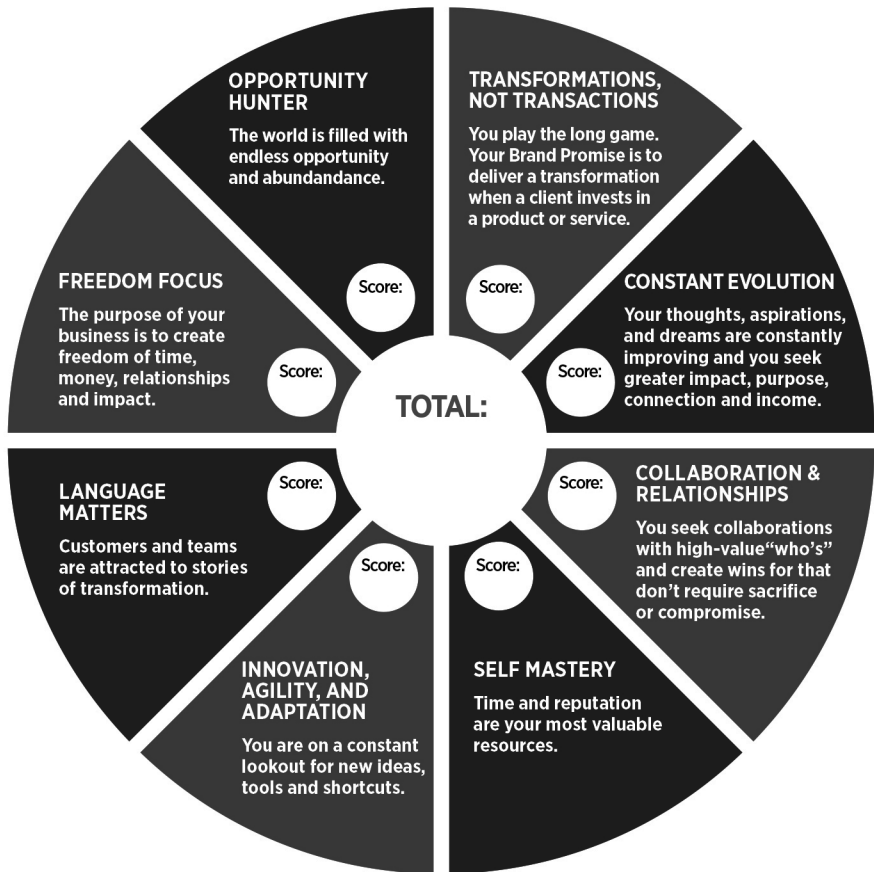 OPPORTUNITY
HUNTER
The world is filled with
endless opportunity
and abundandance.
Score:
TRANSFORMATIONS,
NOT TRANSACTIONS
You play the long game.
Your Brand Promise is to
deliver a transformation
when a client invests in
a product or service.
Score:
CONSTANT EVOLUTION
Your thoughts, aspirations,
and dreams are constantly
improving and you seek
greater impact, purpose,
connection and income.
Score:
COLLABORATION &
RELATIONSHIPS
You seek collaborations
with high-value“who’s”
and create wins for that
don’t require sacrifice
or compromise.
Score:
SELF MASTERY
Time and reputation
are your most valuable
resources.
Score:
INNOVATION,
AGILITY, AND
ADAPTATION
You are on a constant
lookout for new ideas,
tools and shortcuts.
Score:
LANGUAGE
MATTERS
Customers and teams
are attracted to stories
of transformation.
Score:
FREEDOM FOCUS
The purpose of your
business is to create
freedom of time,
money, relationships
and impact.
Score:
TOTAL: